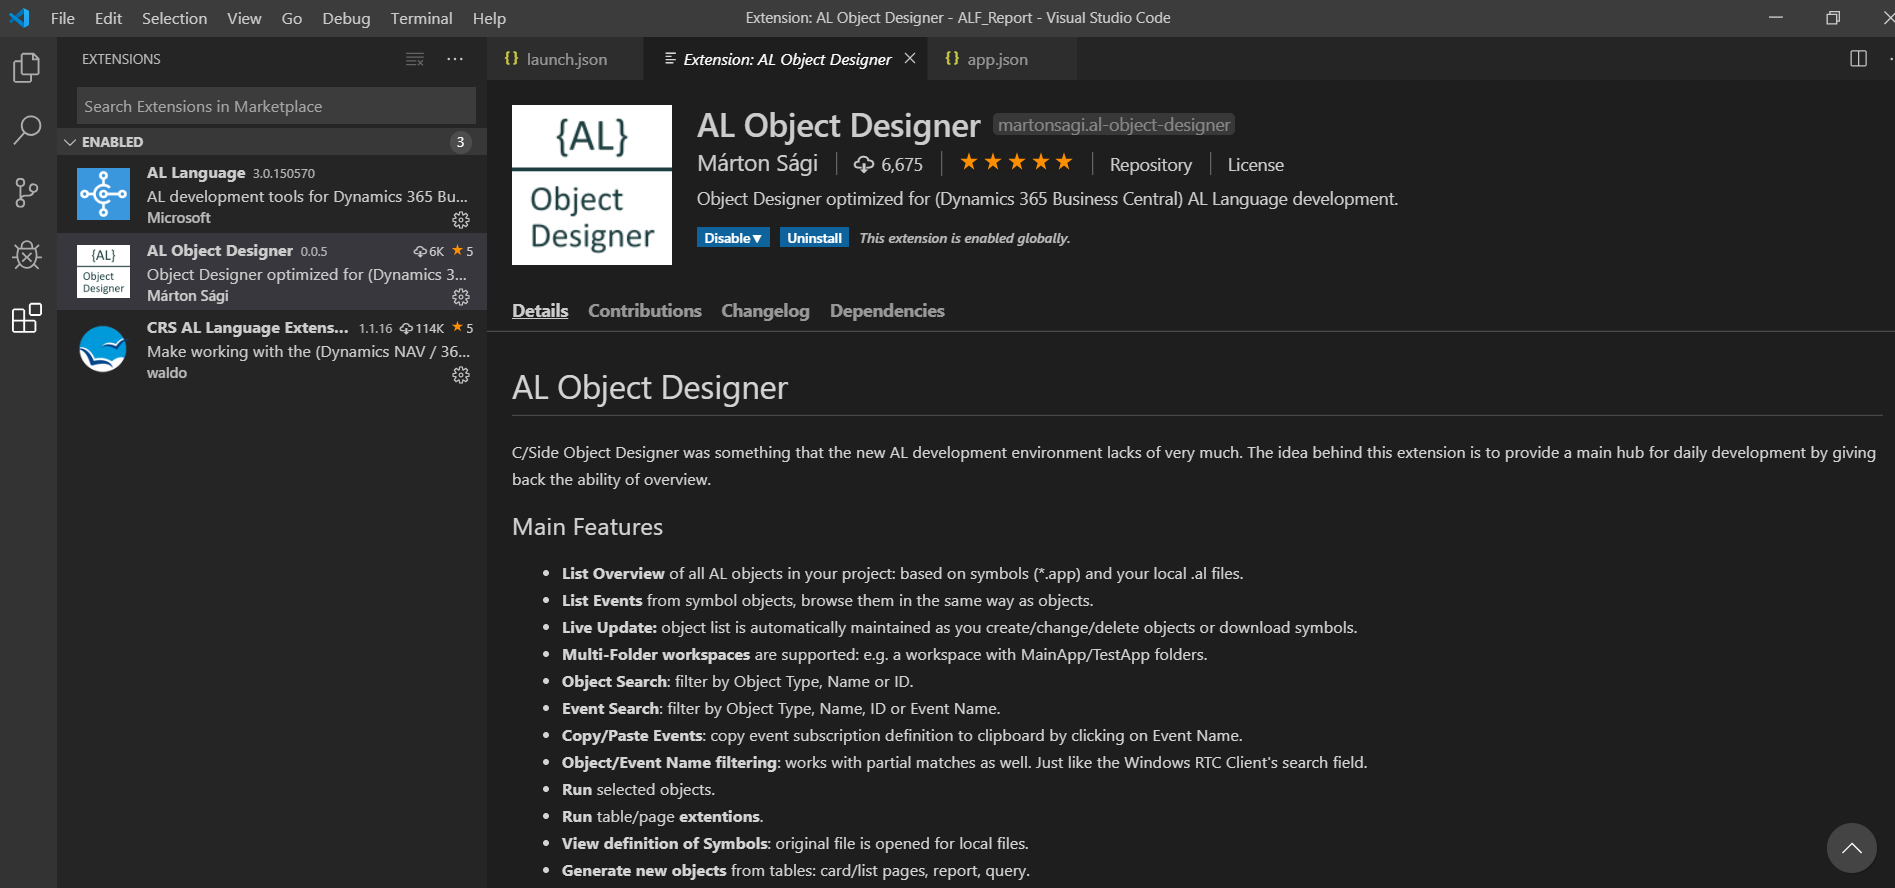 File Edit Selection View Go Debug Terminal Help
Extension: AL Object Designer - ALF_Report - Visual Studio Code
EXTENSIONS
Search Extensions in Marketplace
ENABLED 3
AL Language 3.0.150570
AL development tools for Dynamics 365 Bu...
Microsoft
{AL}
Object
Designer
AL Object Designer 0.0.5 6K 5
Object Designer optimized for (Dynamics 3...
Márton Sági
CRS AL Language Extens... 1.1.16 114K 5
Make working with the (Dynamics NAV / 36...
waldo
{} launch.json
Extension: AL Object Designer
{} app.json
{AL}
Object
Designer
AL Object Designer martonsagi.al-object-designer
Márton Sági 6,675 Repository License
Object Designer optimized for (Dynamics 365 Business Central) AL Language development.
Disable▼ Uninstall This extension is enabled globally.
Details Contributions Changelog Dependencies
AL Object Designer
C/Side Object Designer was something that the new AL development environment lacks of very much. The idea behind this extension is to provide a main hub for daily development by giving
back the ability of overview.
Main Features
• List Overview of all AL objects in your project: based on symbols (*.app) and your local .al files.
• List Events from symbol objects, browse them in the same way as objects.
• Live Update: object list is automatically maintained as you create/change/delete objects or download symbols.
• Multi-Folder workspaces are supported: e.g. a workspace with MainApp/TestApp folders.
• Object Search: filter by Object Type, Name or ID.
• Event Search: filter by Object Type, Name, ID or Event Name.
• Copy/Paste Events: copy event subscription definition to clipboard by clicking on Event Name.
• Object/Event Name filtering: works with partial matches as well. Just like the Windows RTC Client's search field.
• Run selected objects.
• Run table/page extentions.
• View definition of Symbols: original file is opened for local files.
• Generate new objects from tables: card/list pages, report, query.